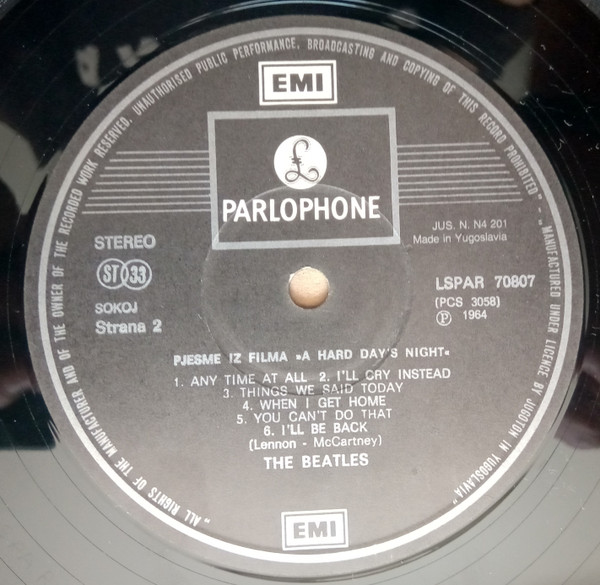 "ALL RIGHTS OF THE MANUFACTURER AND OF THE OWNER OF THE RECORDED WORK RESERVED. UNAUTHORISED PUBLIC PERFORMANCE, BROADCASTING AND COPYING OF THIS RECORD PROHIBITED" - "MANUFACTURED UNDER LICENCE BY JUGOTON IN YUGOSLAVIA"
EMI
£
PARLOPHONE
JUS. N. N4 201
Made in Yugoslavia
STEREO
ST 33
SOKOJ
Strana 2
LSPAR 70807
(PCS 3058)
Ⓟ 1964
PJESME IZ FILMA »A HARD DAY'S NIGHT«
1. ANY TIME AT ALL 2. I'LL CRY INSTEAD
3. THINGS WE SAID TODAY
4. WHEN I GET HOME
5. YOU CAN'T DO THAT
6. I'LL BE BACK
(Lennon - McCartney)
THE BEATLES
EMI